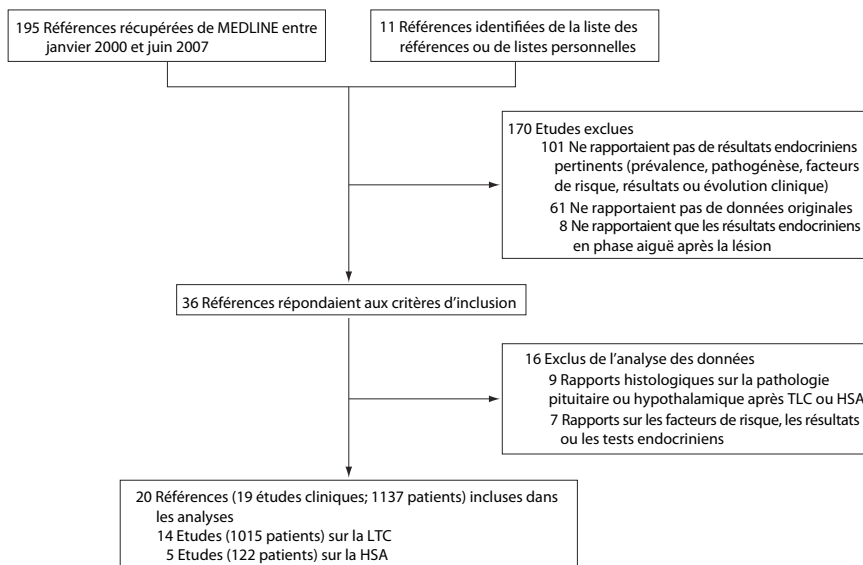 195 Références récupérées de MEDLINE entre
janvier 2000 et juin 2007
11 Références identifiées de la liste des
références ou de listes personnelles
170 Etudes exclues
101 Ne rapportaient pas de résultats endocriniens
pertinents (prévalence, pathogénèse, facteurs
de risque, résultats ou évolution clinique)
61 Ne rapportaient pas de données originales
8 Ne rapportaient que les résultats endocriniens
en phase aiguë après la lésion
36 Références répondaient aux critères d’inclusion
16 Exclus de l’analyse des données
9 Rapports histologiques sur la pathologie
pituitaire ou hypothalamique après TLC ou HSA
7 Rapports sur les facteurs de risque, les résultats
ou les tests endocriniens
20 Références (19 études cliniques; 1137 patients) incluses dans
les analyses
14 Etudes (1015 patients) sur la LTC
5 Etudes (122 patients) sur la HSA